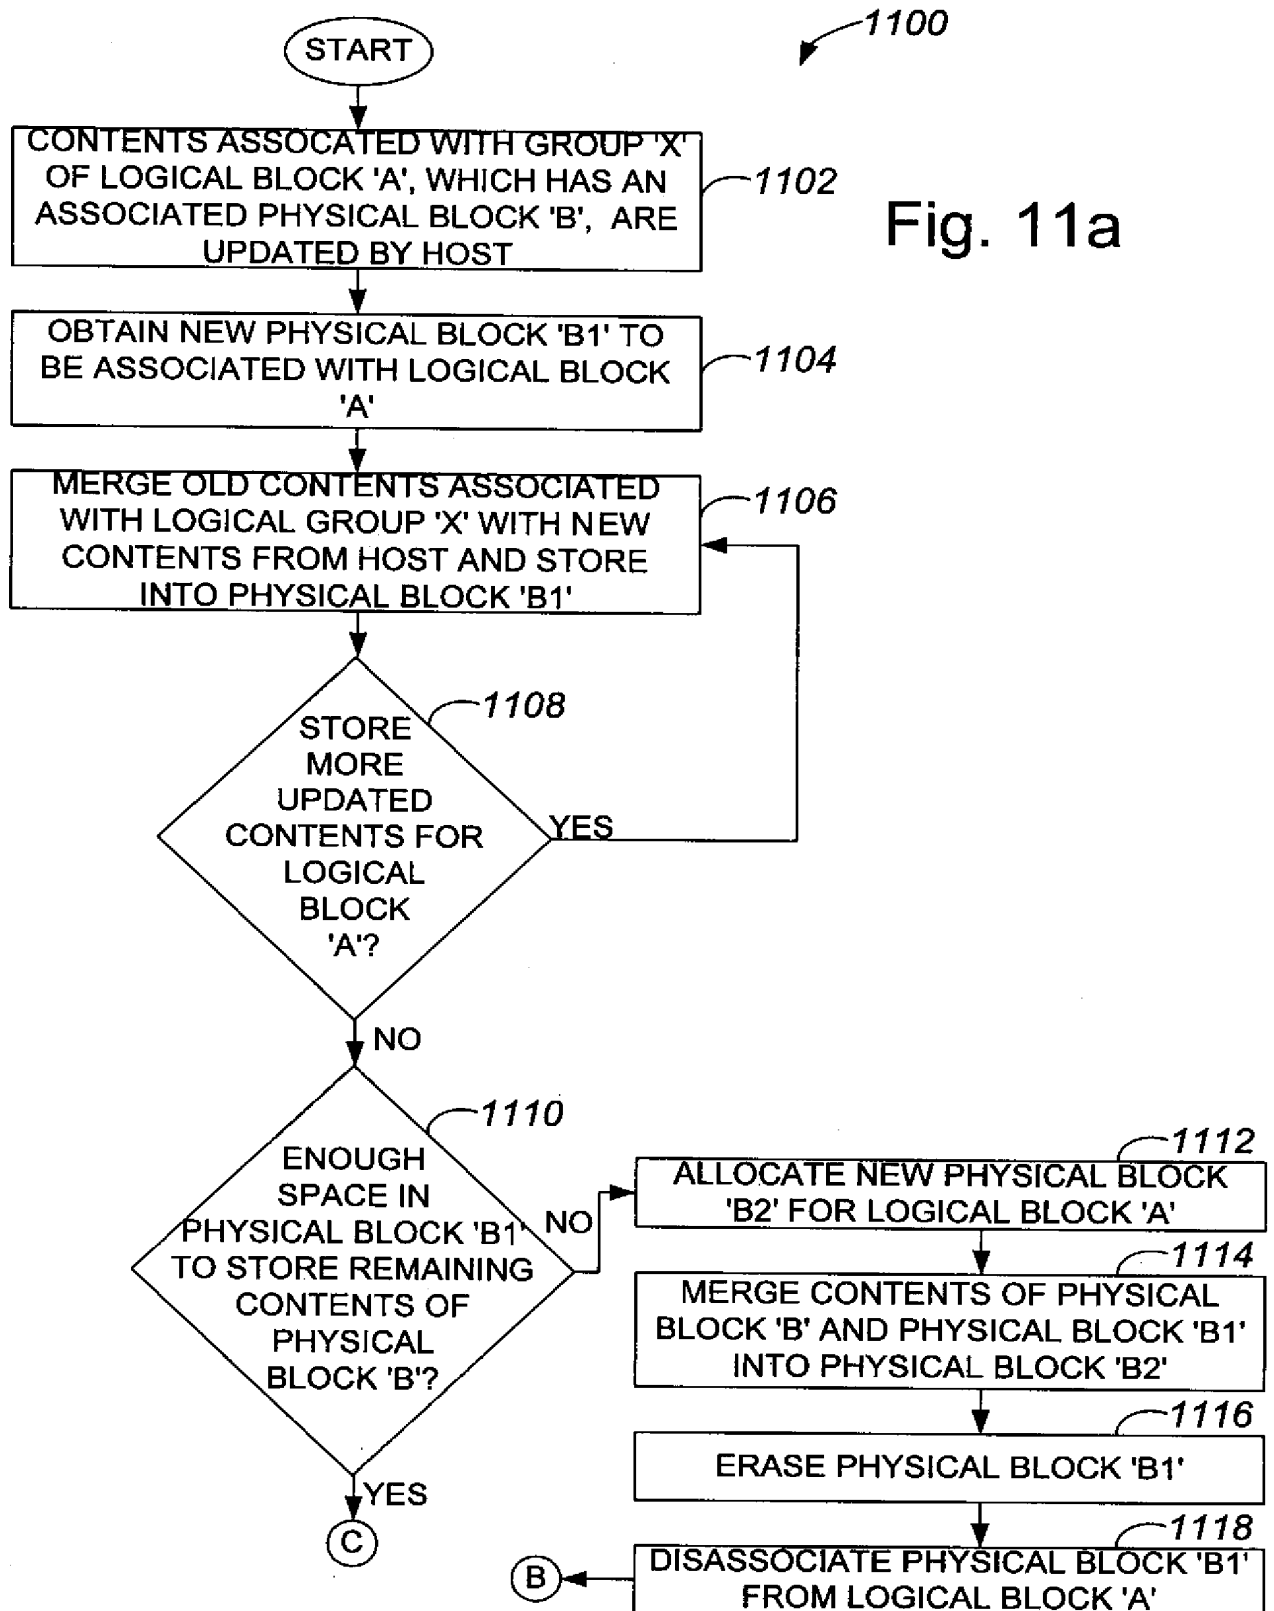 START
1100
CONTENTS ASSOCATED WITH GROUP 'X'
OF LOGICAL BLOCK 'A', WHICH HAS AN
ASSOCIATED PHYSICAL BLOCK 'B', ARE
UPDATED BY HOST
1102
Fig. 11a
OBTAIN NEW PHYSICAL BLOCK 'B1' TO
BE ASSOCIATED WITH LOGICAL BLOCK
'A'
1104
MERGE OLD CONTENTS ASSOCIATED
WITH LOGICAL GROUP 'X' WITH NEW
CONTENTS FROM HOST AND STORE
INTO PHYSICAL BLOCK 'B1'
1106
STORE
MORE
UPDATED
CONTENTS FOR
LOGICAL
BLOCK
'A'?
1108
YES
NO
ENOUGH
SPACE IN
PHYSICAL BLOCK 'B1'
TO STORE REMAINING
CONTENTS OF
PHYSICAL
BLOCK 'B'?
1110
NO
YES
C
ALLOCATE NEW PHYSICAL BLOCK
'B2' FOR LOGICAL BLOCK 'A'
1112
MERGE CONTENTS OF PHYSICAL
BLOCK 'B' AND PHYSICAL BLOCK 'B1'
INTO PHYSICAL BLOCK 'B2'
1114
ERASE PHYSICAL BLOCK 'B1'
1116
DISASSOCIATE PHYSICAL BLOCK 'B1'
FROM LOGICAL BLOCK 'A'
1118
B